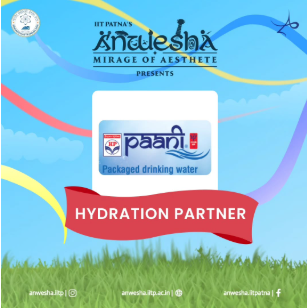 IIT PATNA'S
ANWESHA
MIRAGE OF AESTHETE
PRESENTS
HP
paani
Packaged drinking water
HYDRATION PARTNER
anwesha.iitp |
anwesha.iitp.ac.in |
anwesha.iitpatna |